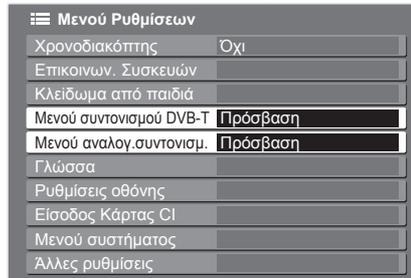 Μενού Ρυθμίσεων
Χρονοδιακόπτης Όχι
Επικοινων. Συσκευών
Κλείδωμα από παιδιά
Μενού συντονισμού DVB-T Πρόσβαση
Μενού αναλογ.συντονισμ. Πρόσβαση
Γλώσσα
Ρυθμίσεις οθόνης
Είσοδος Κάρτας CI
Μενού συστήματος
Άλλες ρυθμίσεις